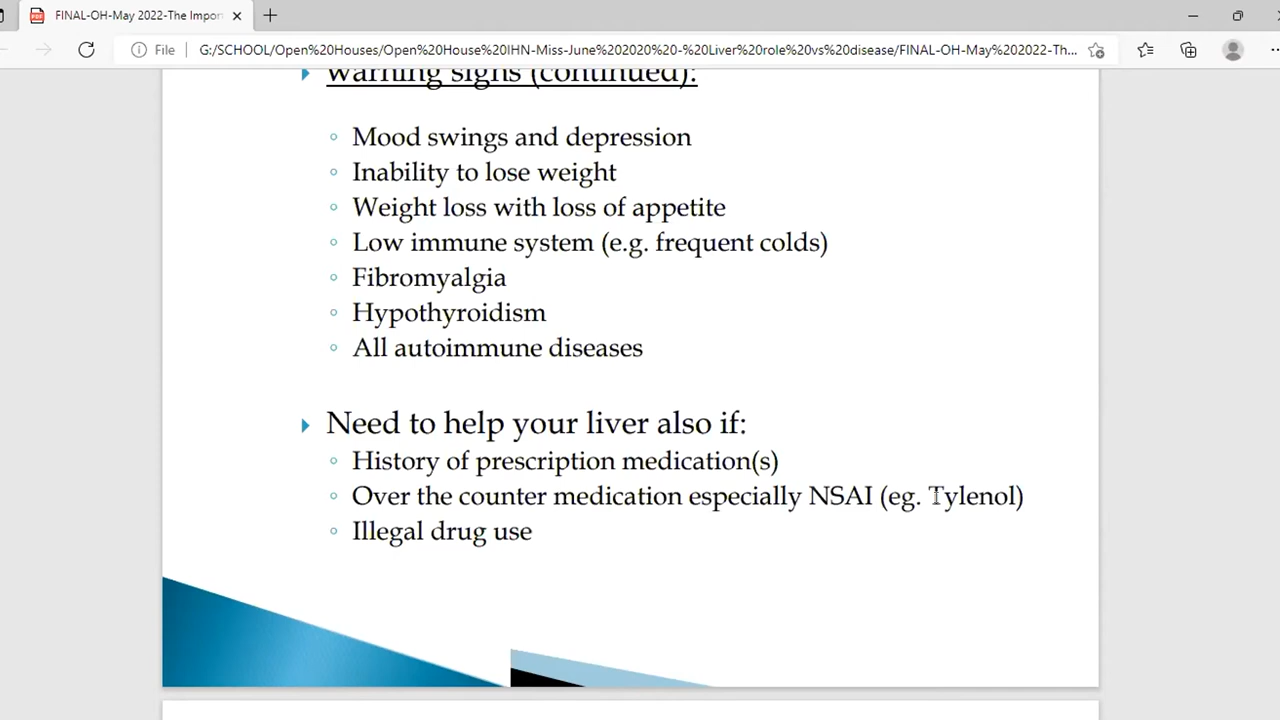 FINAL-OH-May 2022-The Impor
File
G:/SCHOOL/Open%20Houses/Open%20House%20IHN-Miss-June%202020%20-%20Liver%20role%20vs%20disease/FINAL-OH-May%202022-Th...
warning signs (continued):
Mood swings and depression
Inability to lose weight
Weight loss with loss of appetite
Low immune system (e.g. frequent colds)
Fibromyalgia
Hypothyroidism
All autoimmune diseases
Need to help your liver also if:
History of prescription medication(s)
Over the counter medication especially NSAI (eg. Tylenol)
Illegal drug use